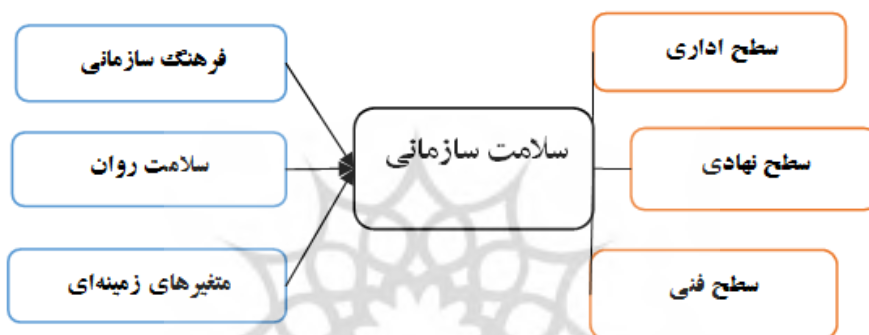 سطح اداری
فرهنگ سازمانی
سلامت سازمانی
سطح نهادی
سلامت روان
سطح فنی
متغیرهای زمینه‌ای